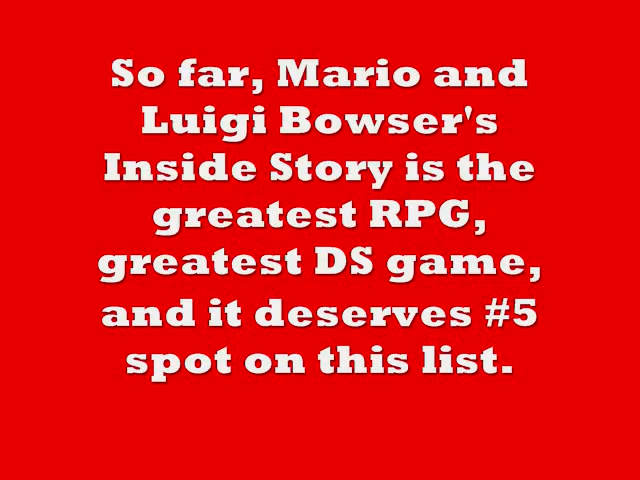 So far, Mario and
Luigi Bowser's
Inside Story is the
greatest RPG,
greatest DS game,
and it deserves #5
spot on this list.